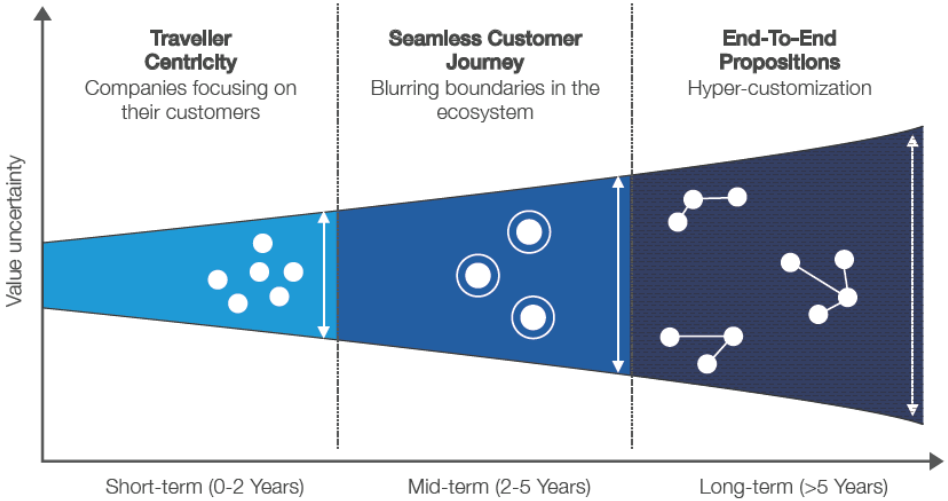 Traveller
Centricity
Companies focusing on
their customers
Seamless Customer
Journey
Blurring boundaries in the
ecosystem
End-To-End
Propositions
Hyper-customization
Value uncertainty
Short-term (0-2 Years)
Mid-term (2-5 Years)
Long-term (>5 Years)